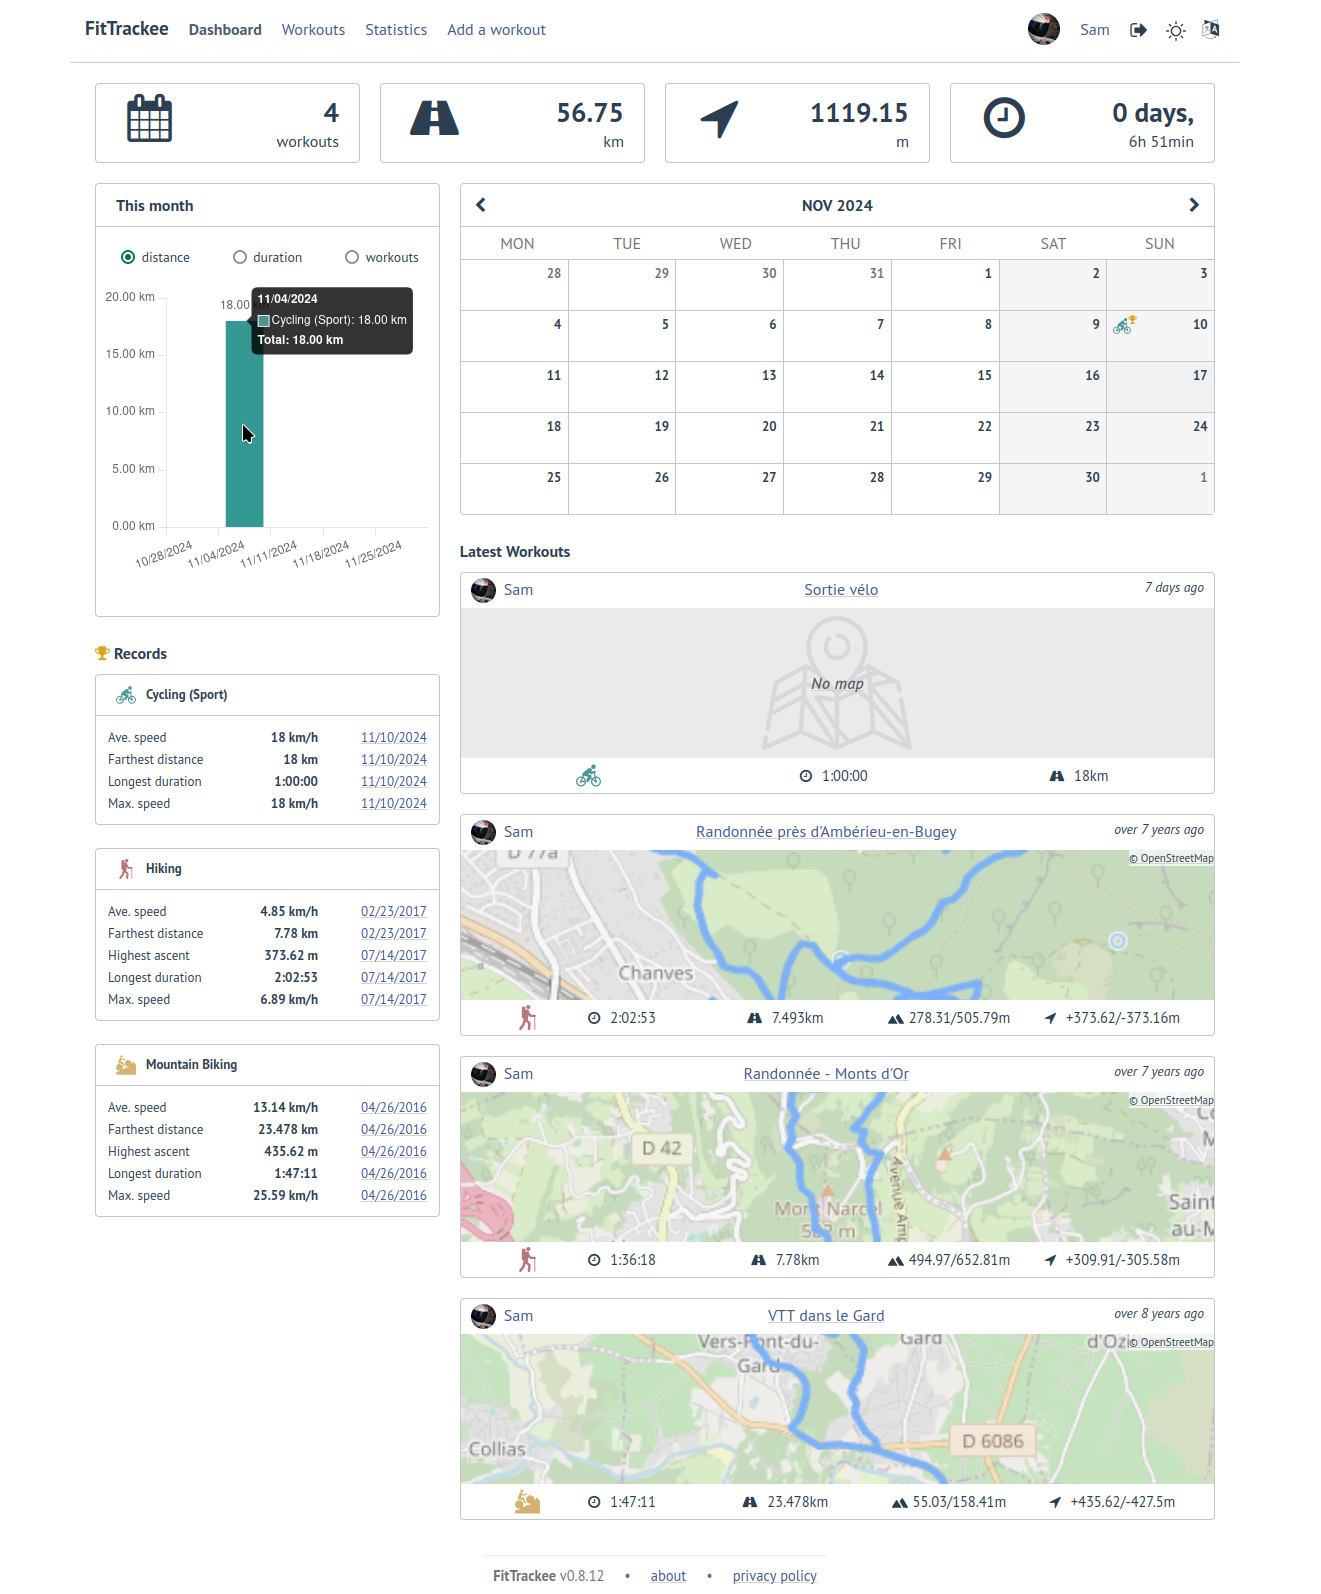 FitTrackee Dashboard Workouts Statistics Add a workout Sam
4
workouts
56.75
km
1119.15
m
0 days,
6h 51min
This month
distance duration workouts
20.00 km
15.00 km
10.00 km
5.00 km
0.00 km
18.00
11/04/2024
Cycling (Sport): 18.00 km
Total: 18.00 km
10/28/2024 11/04/2024 11/11/2024 11/18/2024 11/25/2024
NOV 2024
MON TUE WED THU FRI SAT SUN
28 29 30 31 1 2 3
4 5 6 7 8 9 10
11 12 13 14 15 16 17
18 19 20 21 22 23 24
25 26 27 28 29 30 1
Records
Cycling (Sport)
Ave. speed 18 km/h 11/10/2024
Farthest distance 18 km 11/10/2024
Longest duration 1:00:00 11/10/2024
Max. speed 18 km/h 11/10/2024
Hiking
Ave. speed 4.85 km/h 02/23/2017
Farthest distance 7.78 km 02/23/2017
Highest ascent 373.62 m 07/14/2017
Longest duration 2:02:53 07/14/2017
Max. speed 6.89 km/h 07/14/2017
Mountain Biking
Ave. speed 13.14 km/h 04/26/2016
Farthest distance 23.478 km 04/26/2016
Highest ascent 435.62 m 04/26/2016
Longest duration 1:47:11 04/26/2016
Max. speed 25.59 km/h 04/26/2016
Latest Workouts
Sam Sortie vélo 7 days ago
No map
1:00:00 18km
Sam Randonnée près d'Ambérieu-en-Bugey over 7 years ago
D 77a
© OpenStreetMap
Chanves
2:02:53 7.493km 278.31/505.79m +373.62/-373.16m
Sam Randonnée - Monts d'Or over 7 years ago
© OpenStreetMap
D 42
Mont Narcel
Avenue
Saint
au-M
1:36:18 7.78km 494.97/652.81m +309.91/-305.58m
Sam VTT dans le Gard over 8 years ago
Vers-Pont-du-
Gard
Gard
© OpenStreetMap
D 6086
Collias
1:47:11 23.478km 55.03/158.41m +435.62/-427.5m
FitTrackee v0.8.12 • about • privacy policy